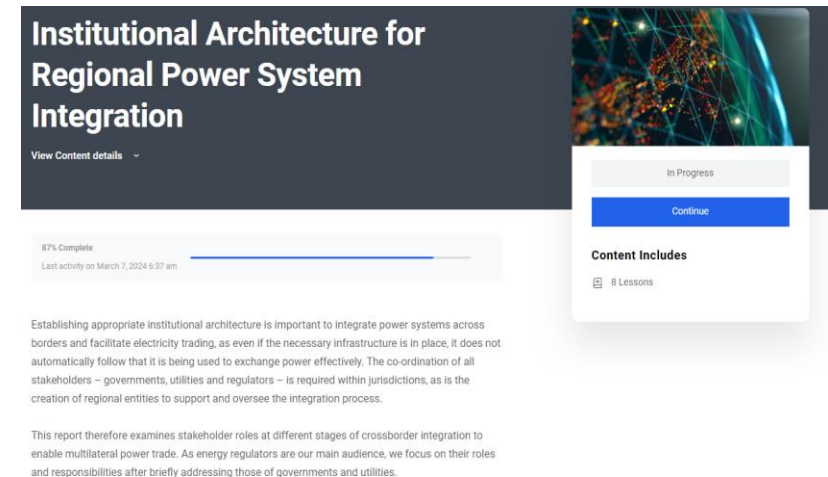 Institutional Architecture for
Regional Power System
Integration
View Content details
In Progress
Continue
Content Includes
8 Lessons
87% Complete
Last activity on March 7, 2024 6:37 am
Establishing appropriate institutional architecture is important to integrate power systems across
borders and facilitate electricity trading, as even if the necessary infrastructure is in place, it does not
automatically follow that it is being used to exchange power effectively. The co-ordination of all
stakeholders – governments, utilities and regulators – is required within jurisdictions, as is the
creation of regional entities to support and oversee the integration process.
This report therefore examines stakeholder roles at different stages of crossborder integration to
enable multilateral power trade. As energy regulators are our main audience, we focus on their roles
and responsibilities after briefly addressing those of governments and utilities.